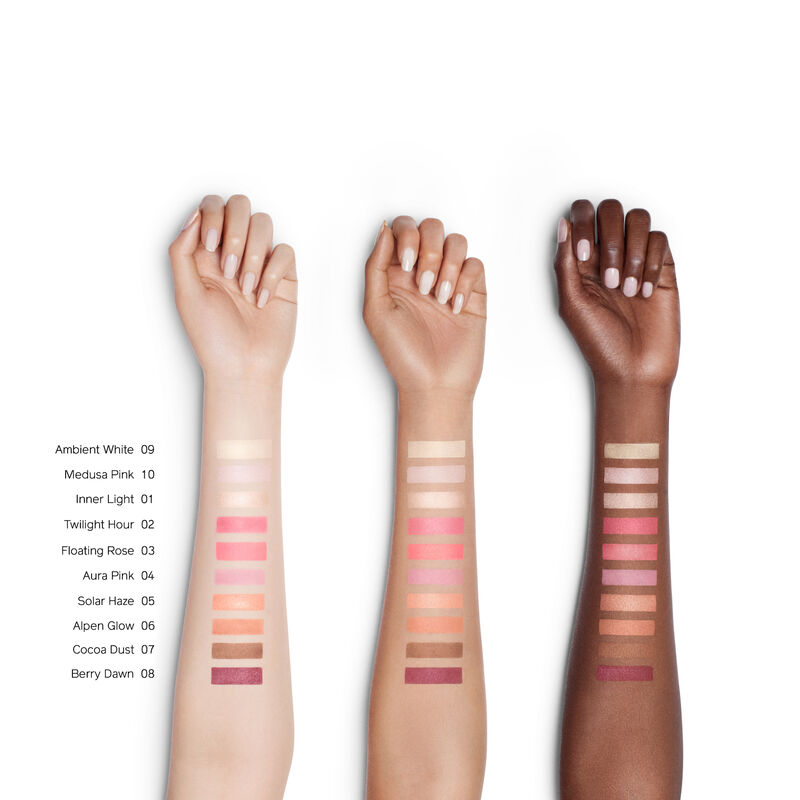 Ambient White 09
Medusa Pink 10
Inner Light 01
Twilight Hour 02
Floating Rose 03
Aura Pink 04
Solar Haze 05
Alpen Glow 06
Cocoa Dust 07
Berry Dawn 08